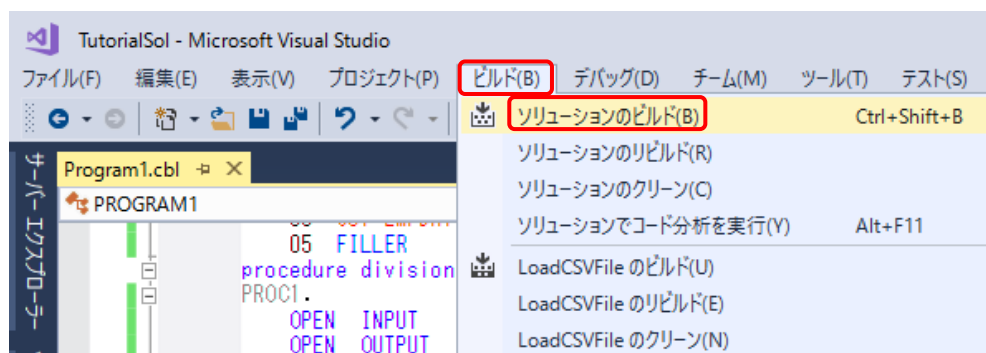 TutorialSol - Microsoft Visual Studio
ファイル(F) 編集(E) 表示(V) プロジェクト(P) ビルド(B) デバッグ(D) チーム(M) ツール(T) テスト(S)
ソリューションのビルド(B) Ctrl+Shift+B
ソリューションのリビルド(R)
ソリューションのクリーン(C)
ソリューションでコード分析を実行(Y) Alt+F11
LoadCSVFile のビルド(U)
LoadCSVFile のリビルド(E)
LoadCSVFile のクリーン(N)
サーバー エクスプローラー
Program1.cbl
PROGRAM1
05 FILLER
procedure division
PROC1.
OPEN INPUT
OPEN OUTPUT